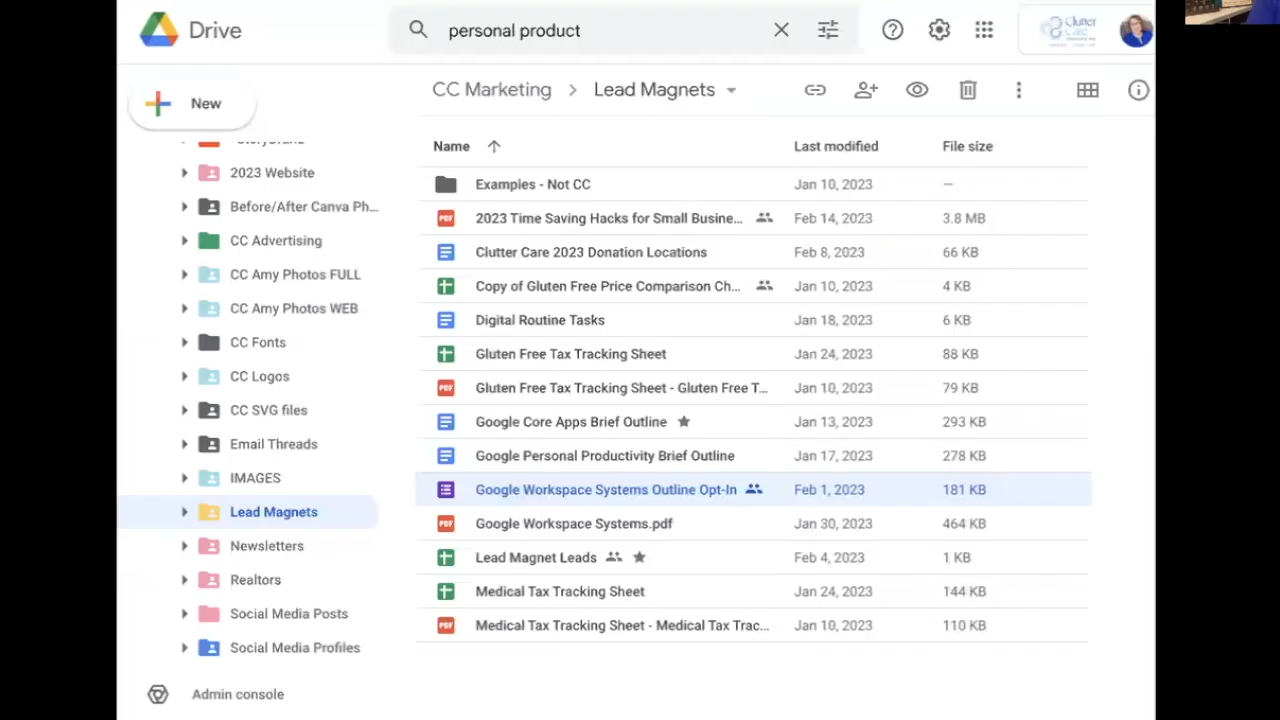 Drive
personal product
Clutter
Care
New
CC Marketing > Lead Magnets
Name
Last modified
File size
StoryBrand
2023 Website
Before/After Canva Ph...
CC Advertising
CC Amy Photos FULL
CC Amy Photos WEB
CC Fonts
CC Logos
CC SVG files
Email Threads
IMAGES
Lead Magnets
Newsletters
Realtors
Social Media Posts
Social Media Profiles
Admin console
Examples - Not CC Jan 10, 2023 —
PDF 2023 Time Saving Hacks for Small Busine... Feb 14, 2023 3.8 MB
Clutter Care 2023 Donation Locations Feb 8, 2023 66 KB
Copy of Gluten Free Price Comparison Ch... Jan 10, 2023 4 KB
Digital Routine Tasks Jan 18, 2023 6 KB
Gluten Free Tax Tracking Sheet Jan 24, 2023 88 KB
PDF Gluten Free Tax Tracking Sheet - Gluten Free T... Jan 10, 2023 79 KB
Google Core Apps Brief Outline Jan 13, 2023 293 KB
Google Personal Productivity Brief Outline Jan 17, 2023 278 KB
Google Workspace Systems Outline Opt-In Feb 1, 2023 181 KB
PDF Google Workspace Systems.pdf Jan 30, 2023 464 KB
Lead Magnet Leads Feb 4, 2023 1 KB
Medical Tax Tracking Sheet Jan 24, 2023 144 KB
PDF Medical Tax Tracking Sheet - Medical Tax Trac... Jan 10, 2023 110 KB